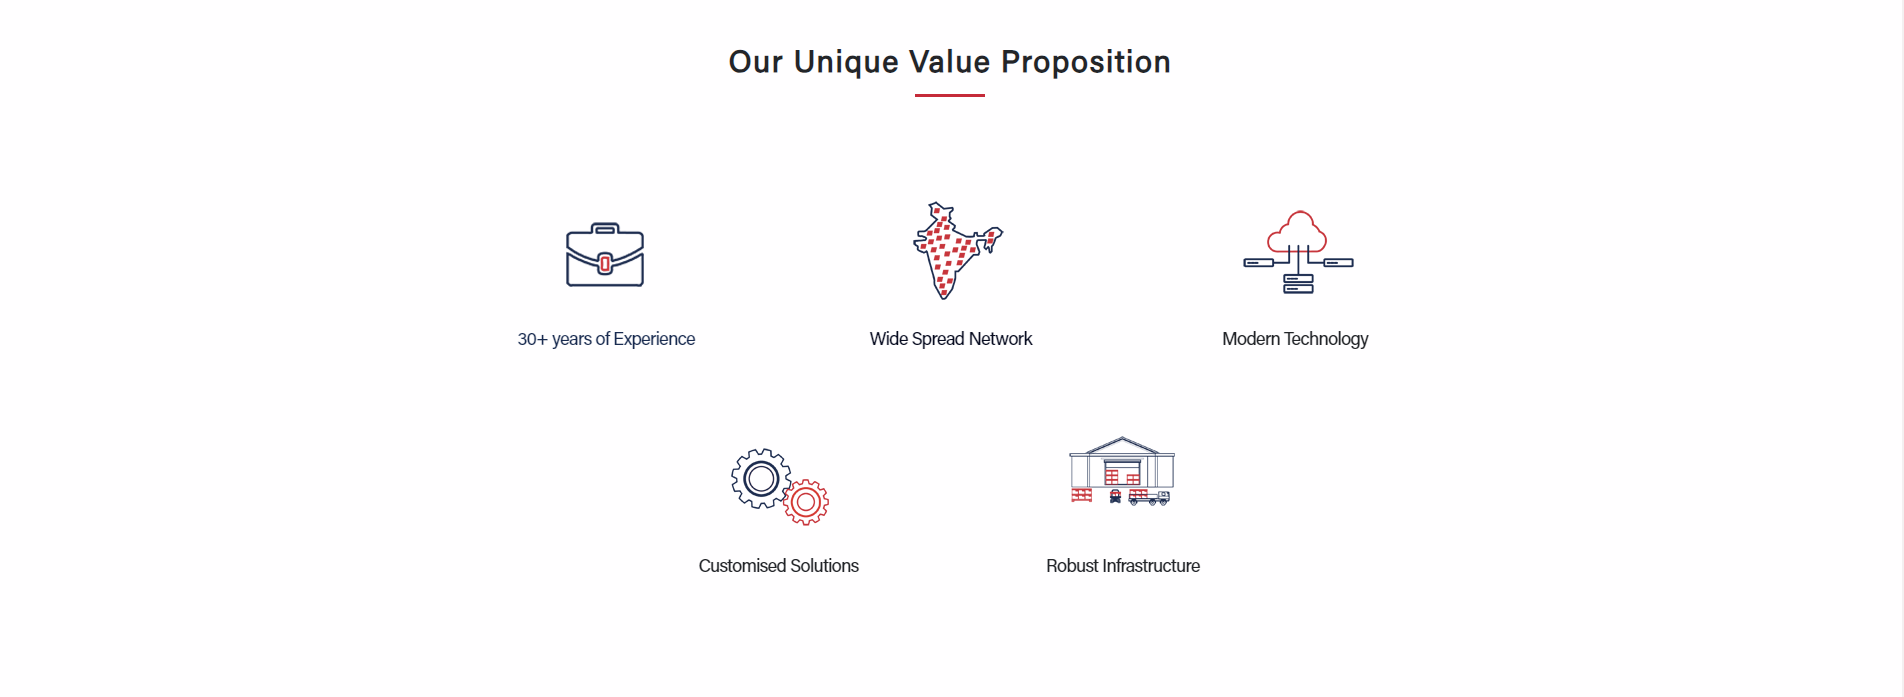 Our Unique Value Proposition
30+ years of Experience
Wide Spread Network
Modern Technology
Customised Solutions
Robust Infrastructure